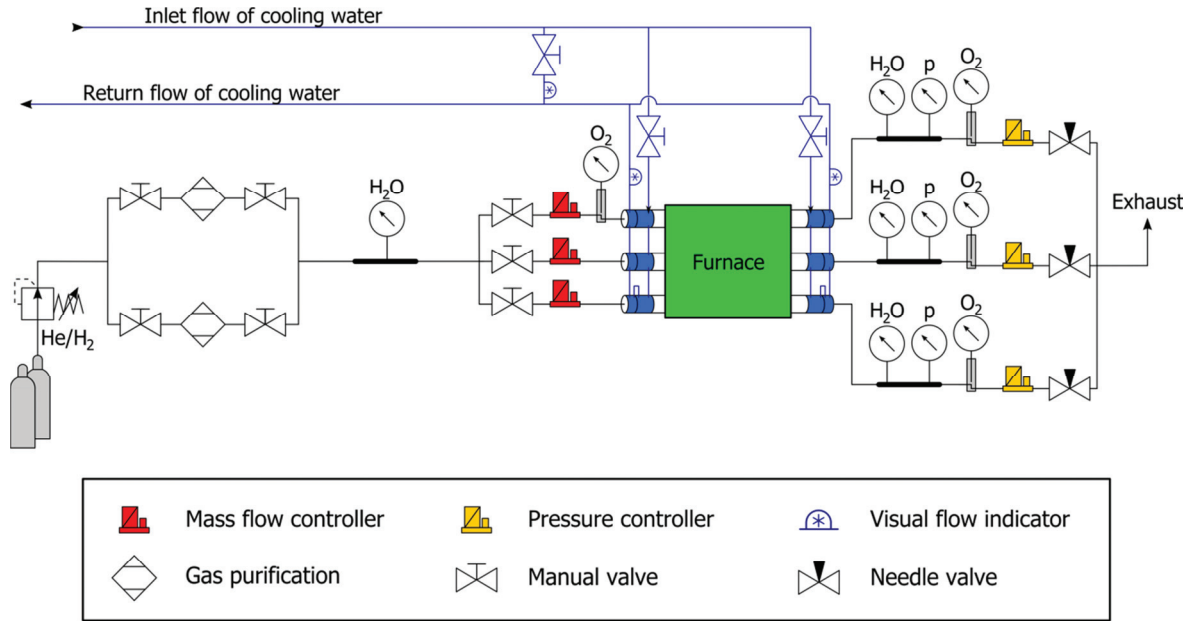 Inlet flow of cooling water
Return flow of cooling water
H₂O p O₂
O₂
H₂O
H₂O p O₂
Exhaust
Furnace
He/H₂
H₂O p O₂
Mass flow controller
Pressure controller
Visual flow indicator
Gas purification
Manual valve
Needle valve